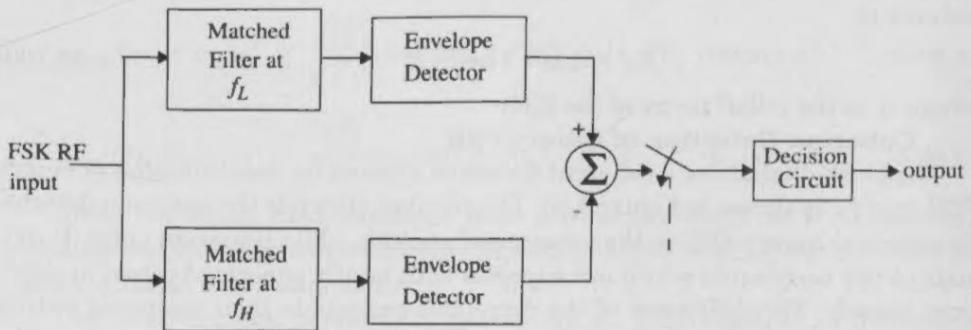 Matched
Filter at
f_L
Envelope
Detector
FSK RF
input
+
Σ
Decision
Circuit
output
Matched
Filter at
f_H
Envelope
Detector